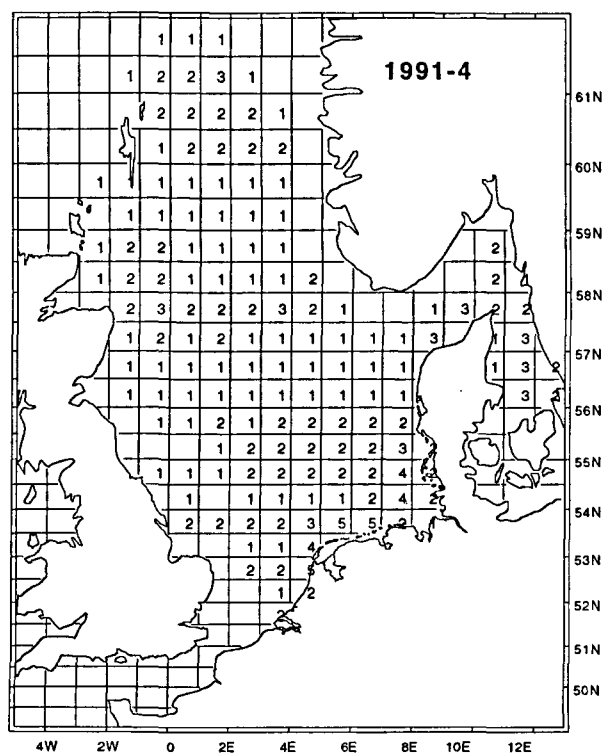 1991-4
1 1 1
1 2 2 3 1
2 2 2 2 1
61N
1 2 2 2 2
60N
1 1 1 1 1 1
1 1 1 1 1
59N
1 2 2 1 1 1 1 2
1 2 2 1 1 1 1 2 2
58N
2 3 2 2 2 3 2 1 1 3 2 2
1 2 1 2 1 1 1 1 1 1 3 1 3
57N
1 1 1 1 1 1 1 1 1 1 1 3 2
1 1 1 1 1 1 1 1 1 1 3 2
56N
1 1 2 1 2 2 2 2 2
1 2 2 2 2 2 3
55N
1 1 1 1 2 2 2 2 4
1 1 1 1 1 2 4
54N
2 2 2 2 3 5 5 2
1 1 4
53N
2 2 5
1 2
52N
51N
50N
4W 2W 0 2E 4E 6E 8E 10E 12E